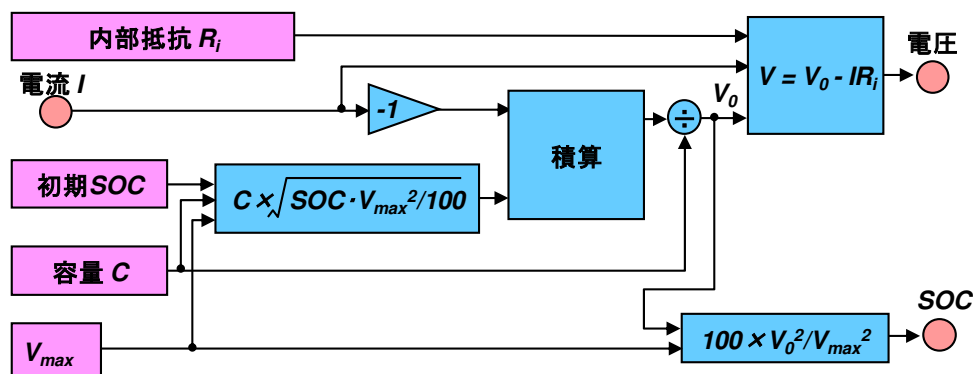 内部抵抗 Ri
電圧
電流 I
V = V0 - IRi
-1
V0
÷
積算
初期SOC
C×√SOC・Vmax²/100
容量 C
SOC
Vmax
100×V0²/Vmax²